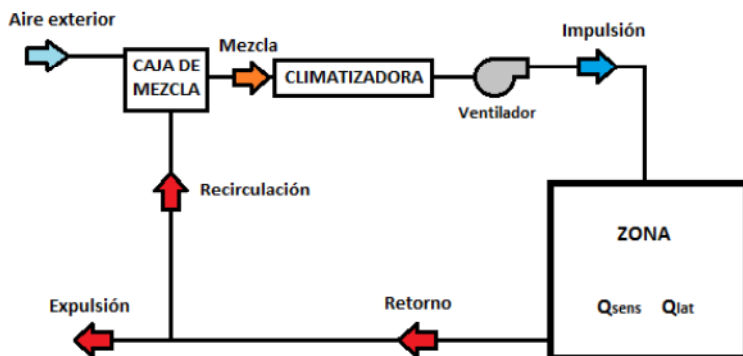 Aire exterior
CAJA DE
MEZCLA
Mezcla
CLIMATIZADORA
Ventilador
Impulsión
Recirculación
ZONA
Qsens Qlat
Expulsión
Retorno